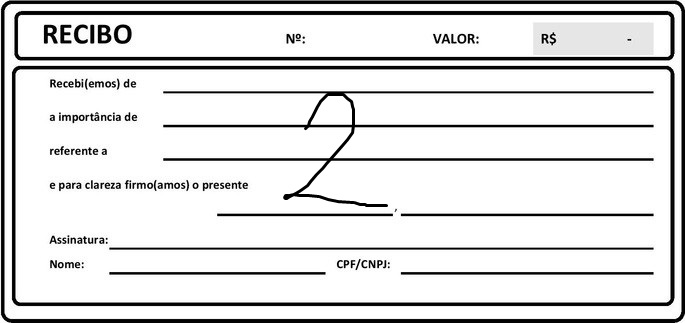 RECIBO Nº: VALOR: R$ -
Recebi(emos) de
a importância de
referente a
2
e para clareza firmo(amos) o presente
,
Assinatura:
Nome: CPF/CNPJ: